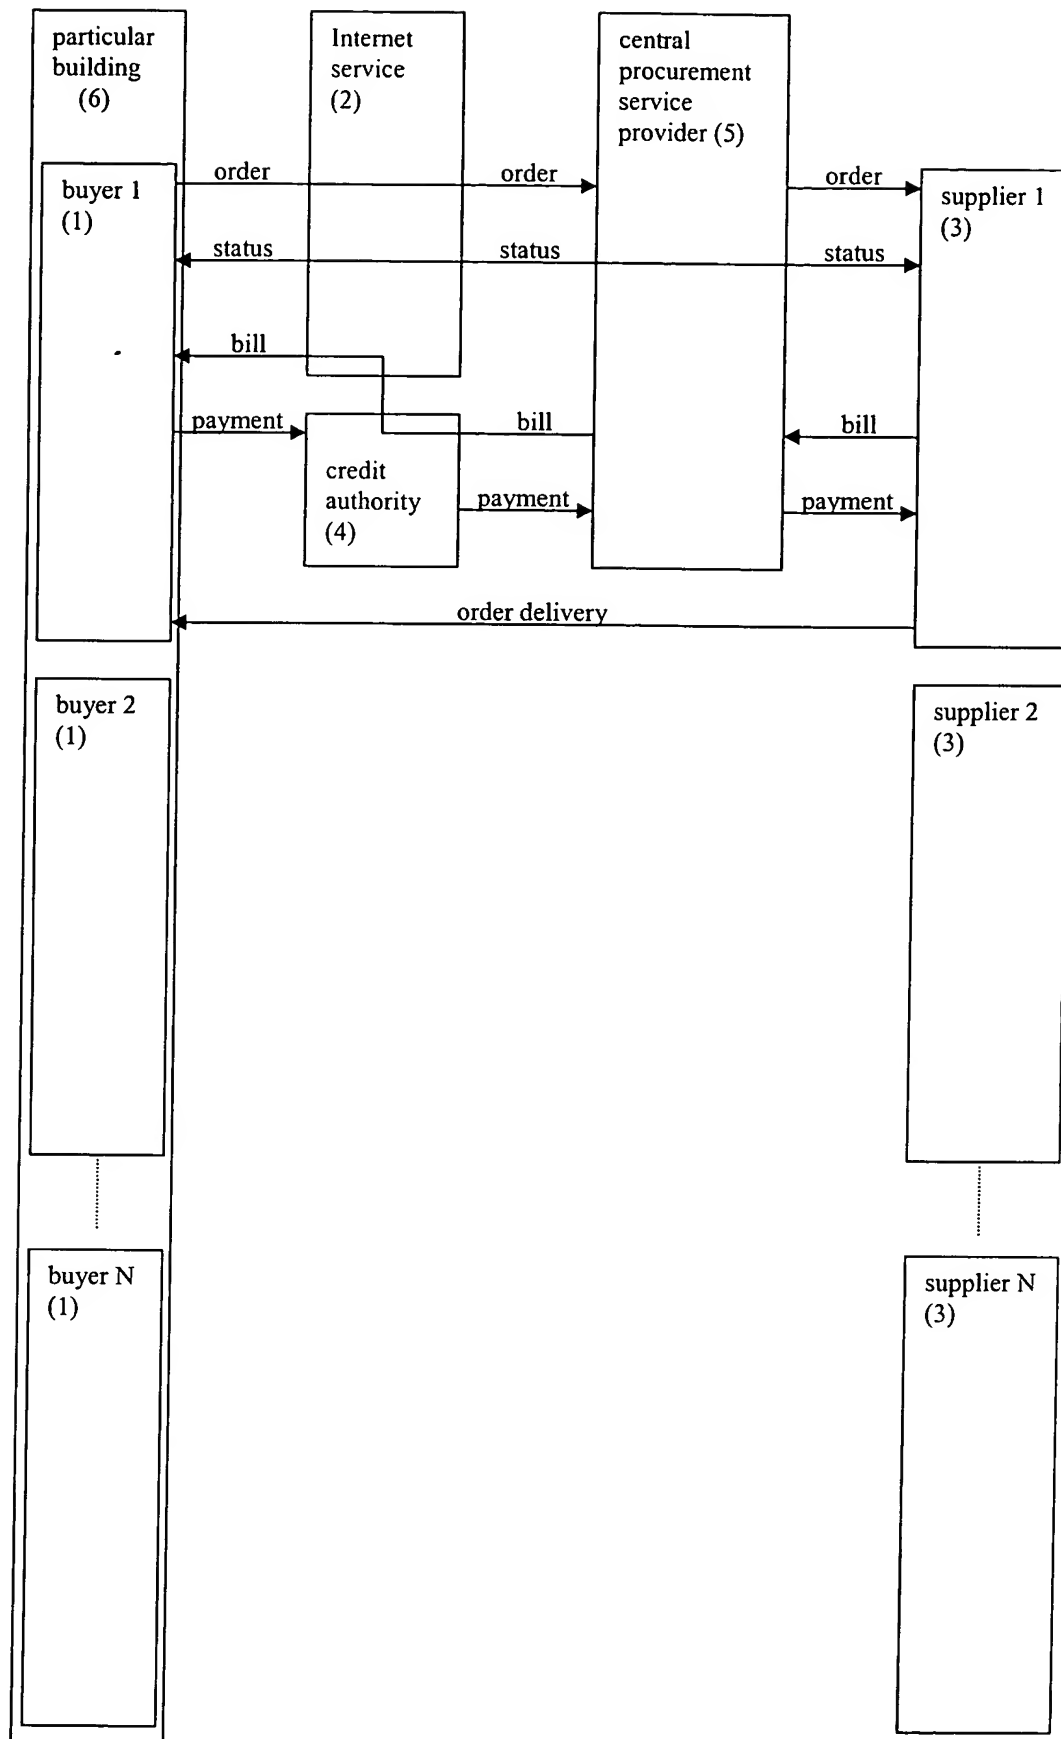 particular
building
(6)
Internet
service
(2)
central
procurement
service
provider (5)
buyer 1
(1)
order
order
order
supplier 1
(3)
status
status
status
bill
payment
bill
bill
credit
authority
(4)
payment
payment
order delivery
buyer 2
(1)
supplier 2
(3)
buyer N
(1)
supplier N
(3)